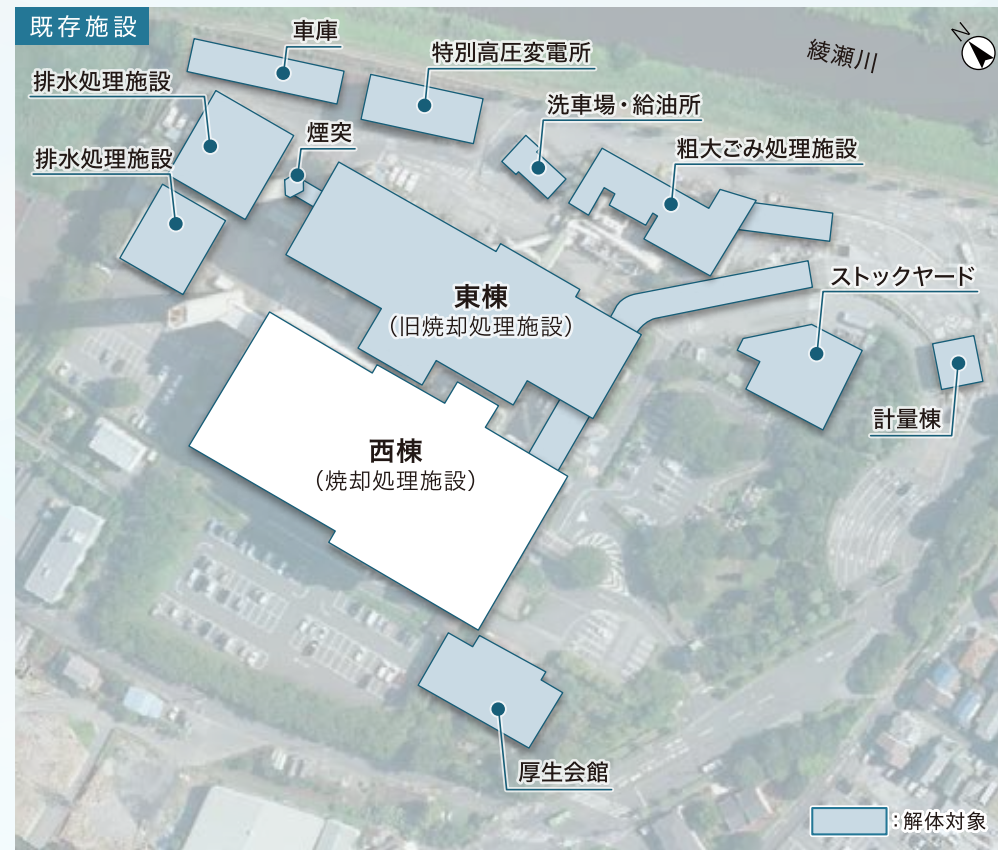 既存施設
車庫
特別高圧変電所
綾瀬川
N
排水処理施設
洗車場・給油所
煙突
粗大ごみ処理施設
排水処理施設
ストックヤード
東棟
(旧焼却処理施設)
計量棟
西棟
(焼却処理施設)
厚生会館
:解体対象